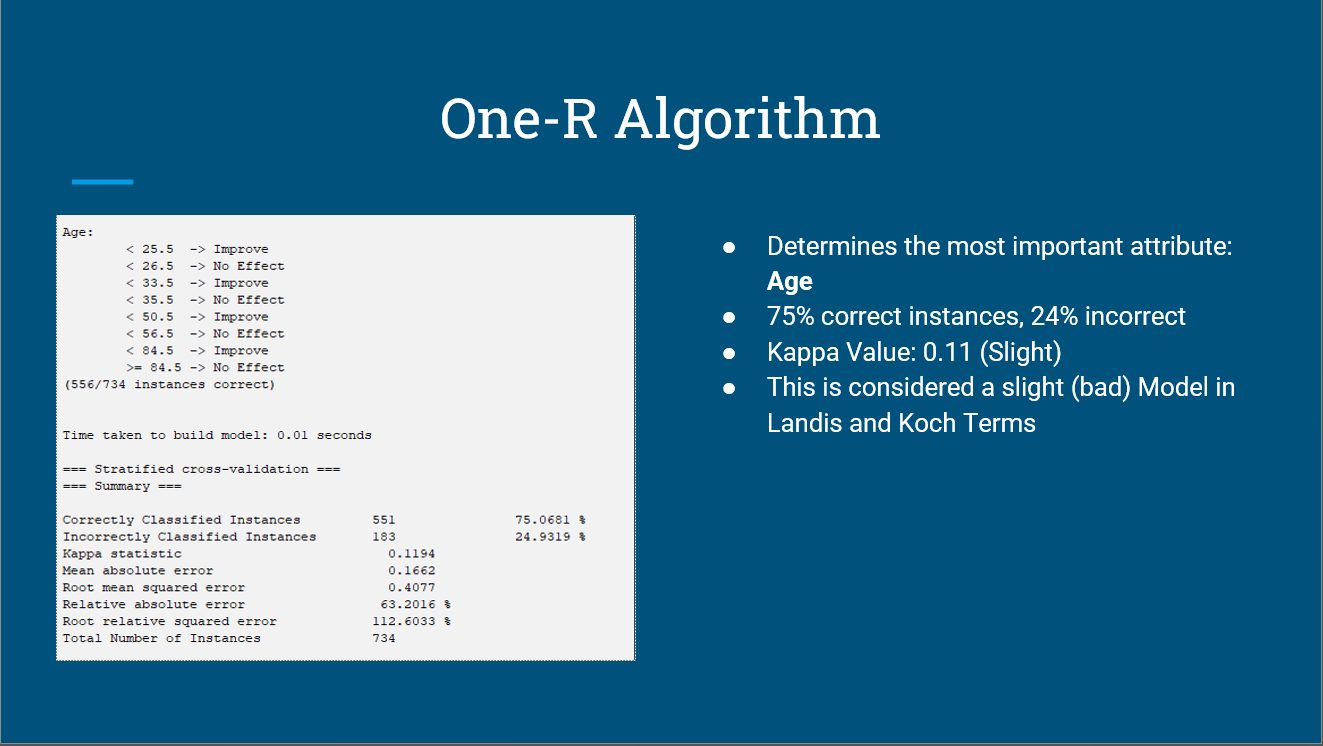 One-R Algorithm
Age:
< 25.5 -> Improve
< 26.5 -> No Effect
< 33.5 -> Improve
< 35.5 -> No Effect
< 50.5 -> Improve
< 56.5 -> No Effect
< 84.5 -> Improve
>= 84.5 -> No Effect
(556/734 instances correct)
Time taken to build model: 0.01 seconds
=== Stratified cross-validation ===
=== Summary ===
Correctly Classified Instances 551 75.0681 %
Incorrectly Classified Instances 183 24.9319 %
Kappa statistic 0.1194
Mean absolute error 0.1662
Root mean squared error 0.4077
Relative absolute error 63.2016 %
Root relative squared error 112.6033 %
Total Number of Instances 734
● Determines the most important attribute:
Age
● 75% correct instances, 24% incorrect
● Kappa Value: 0.11 (Slight)
● This is considered a slight (bad) Model in
Landis and Koch Terms